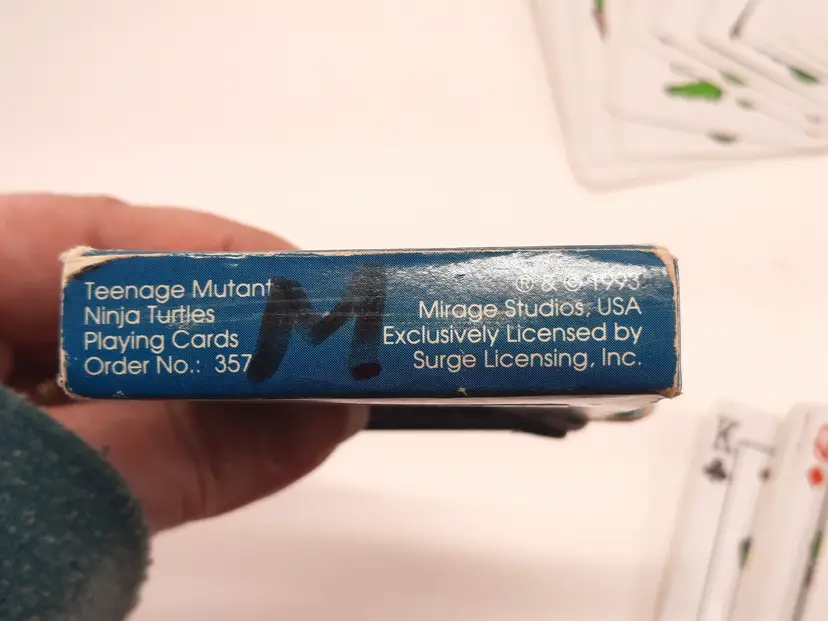 Teenage Mutant
Ninja Turtles
Playing Cards
Order No.: 357
M
® & © 1993
Mirage Studios, USA
Exclusively Licensed by
Surge Licensing, Inc.
K